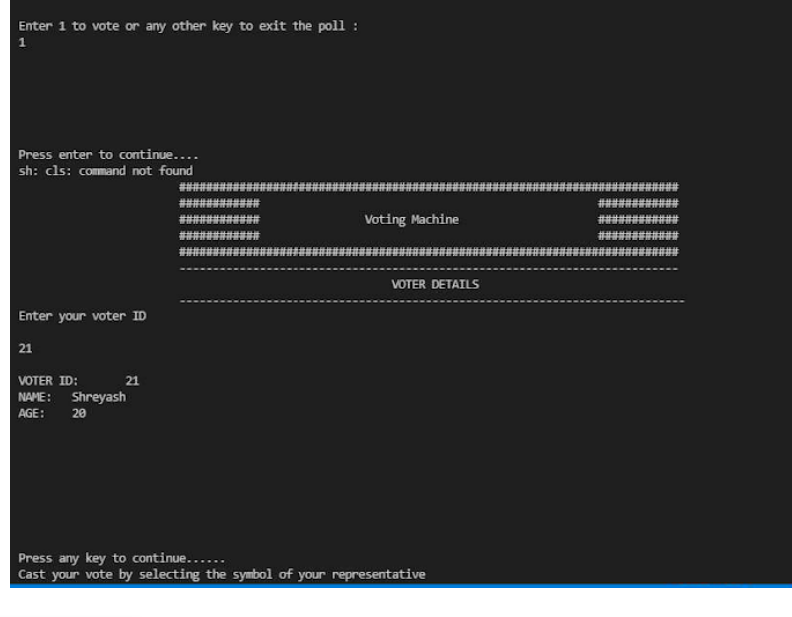 Enter 1 to vote or any other key to exit the poll :
1
Press enter to continue....
sh: cls: command not found
###########################################################################
############ ############
############ Voting Machine ############
############ ############
###########################################################################
---------------------------------------------------------------------------
VOTER DETAILS
----------------------------------------------------------------------------
Enter your voter ID
21
VOTER ID: 21
NAME: Shreyash
AGE: 20
Press any key to continue......
Cast your vote by selecting the symbol of your representative